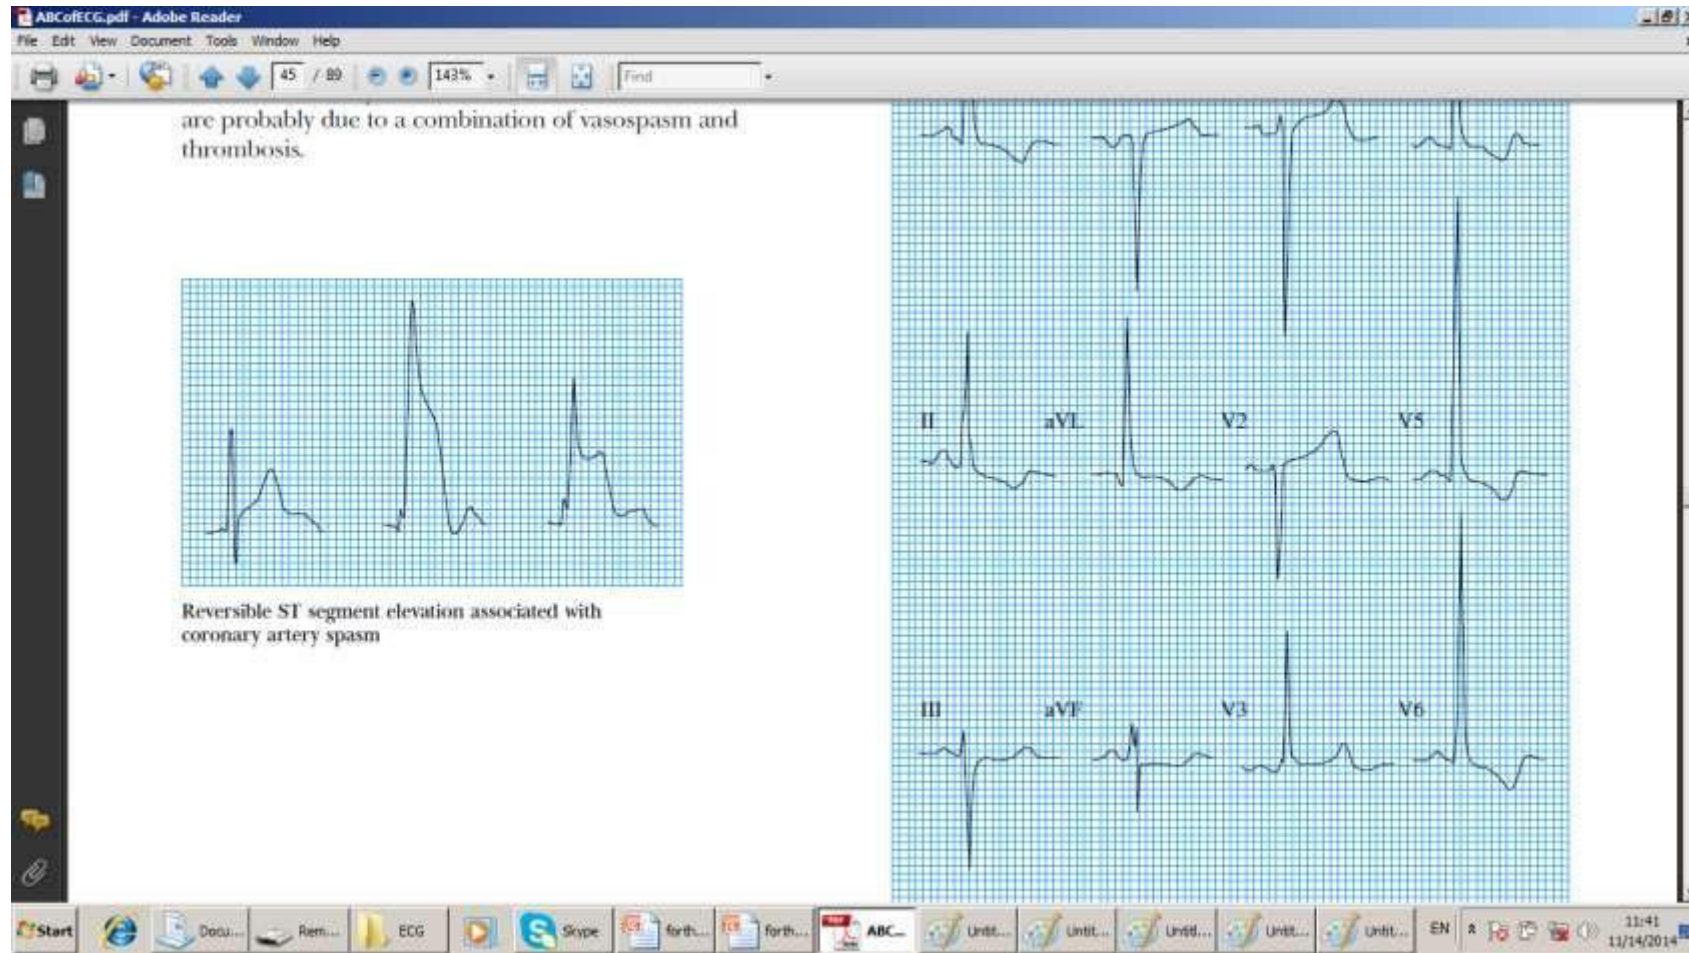 ABCofECG.pdf - Adobe Reader
File Edit View Document Tools Window Help
45 / 89 143% Find
are probably due to a combination of vasospasm and
thrombosis.
II aVL V2 V5
Reversible ST segment elevation associated with
coronary artery spasm
III aVF V3 V6
Start Docu... Rem... ECG Skype forth... forth... ABC... Untit... Untit... Untit... Untit... Untit... EN 11:41
11/14/2014